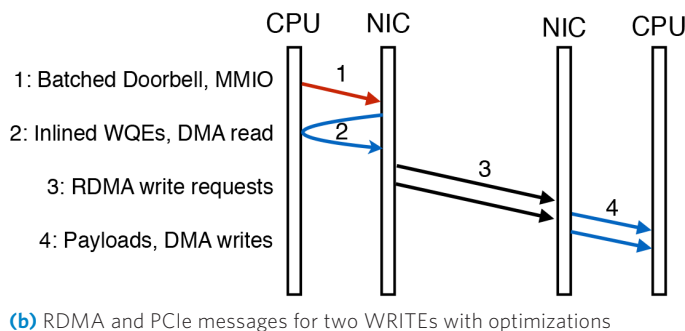 CPU NIC NIC CPU
1: Batched Doorbell, MMIO
1
2: Inlined WQEs, DMA read
2
3: RDMA write requests
3
4: Payloads, DMA writes
4
(b) RDMA and PCIe messages for two WRITEs with optimizations